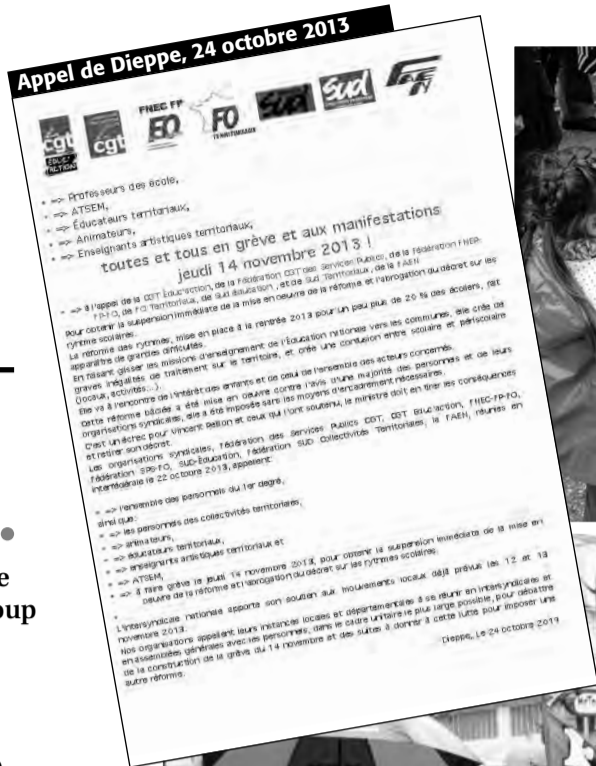 Appel de Dieppe, 24 octobre 2013
cgt
ÉDUC'ACTION
cgt
FNEC FP
FO
FO
TERRITORIAUX
Sud
Sud
FAEN
* => Professeurs des école,
* => ATSEM,
* => Éducateurs territoriaux,
* => Animateurs,
* => Enseignants artistiques territoriaux,
toutes et tous en grève et aux manifestations
jeudi 14 novembre 2013 !
* => à l'appel de la CGT Éduc'action, de la Fédération CGT des Services Publics, de la fédération FNEP-
FP-FO, de FO Territoriaux, de Sud éducation, et de Sud Territoriaux, de la FAEN
Pour obtenir la suspension immédiate de la mise en oeuvre de la réforme et l'abrogation du décret sur les
rythme scolaires.
La réforme des rythmes, mise en place à la rentrée 2013 pour un peu plus de 20 % des écoliers, fait
apparaître de grandes difficultés.
En faisant glisser les missions d'enseignement de l'Éducation nationale vers les communes, elle crée de
graves inégalités de traitement sur le territoire, et crée une confusion entre scolaire et périscolaire
(locaux, activités...).
Elle va à l'encontre de l'intérêt des enfants et de celui de l'ensemble des acteurs concernés.
Cette réforme bâclée a été mise en oeuvre contre l'avis d'une majorité des personnels et de leurs
organisations syndicales, elle a été imposée sans les moyens d'encadrement nécessaires.
C'est un échec pour Vincent Peillon et ceux qui l'ont soutenu, le ministre doit en tirer les conséquences
et retirer son décret.
Les organisations syndicales, fédération des Services Publics CGT, CGT Educ'action, FNEC-FP-FO,
fédération SPS-FO, SUD-Éducation, Fédération SUD Collectivités Territoriales, la FAEN, réunies en
interfédérale le 22 octobre 2013, appellent:
* => l'ensemble des personnels du 1er degré,
ainsi que:
* => les personnels des collectivités territoriales,
* => animateurs,
* => éducateurs territoriaux,
* => enseignants artistiques territoriaux et
* => ATSEM,
* => à faire grève le jeudi 14 novembre 2013, pour obtenir la suspension immédiate de la mise en
oeuvre de la réforme et l'abrogation du décret sur les rythmes scolaires.
L'intersyndicale nationale apporte son soutien aux mouvements locaux déjà prévus les 12 et 13
novembre 2013.
Nos organisations appellent leurs instances locales et départementales à se réunir en intersyndicales et
en assemblées générales avec les personnels, dans le cadre unitaire le plus large possible, pour débattre
de la construction de la grève du 14 novembre et des suites à donner à cette lutte pour imposer une
autre réforme.
Dieppe, Le 24 octobre 2013
e
oup